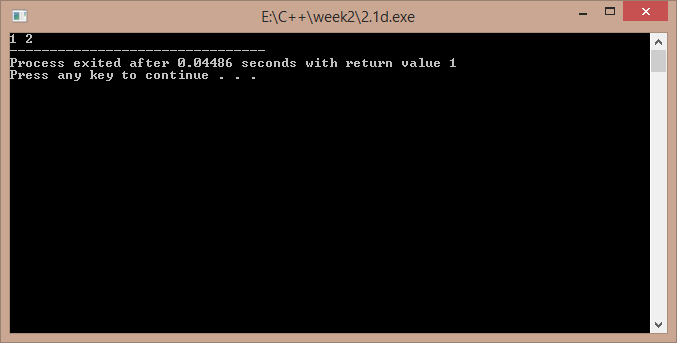 E:\C++\week2\2.1d.exe
1 2
--------------------------------
Process exited after 0.04486 seconds with return value 1
Press any key to continue . . .